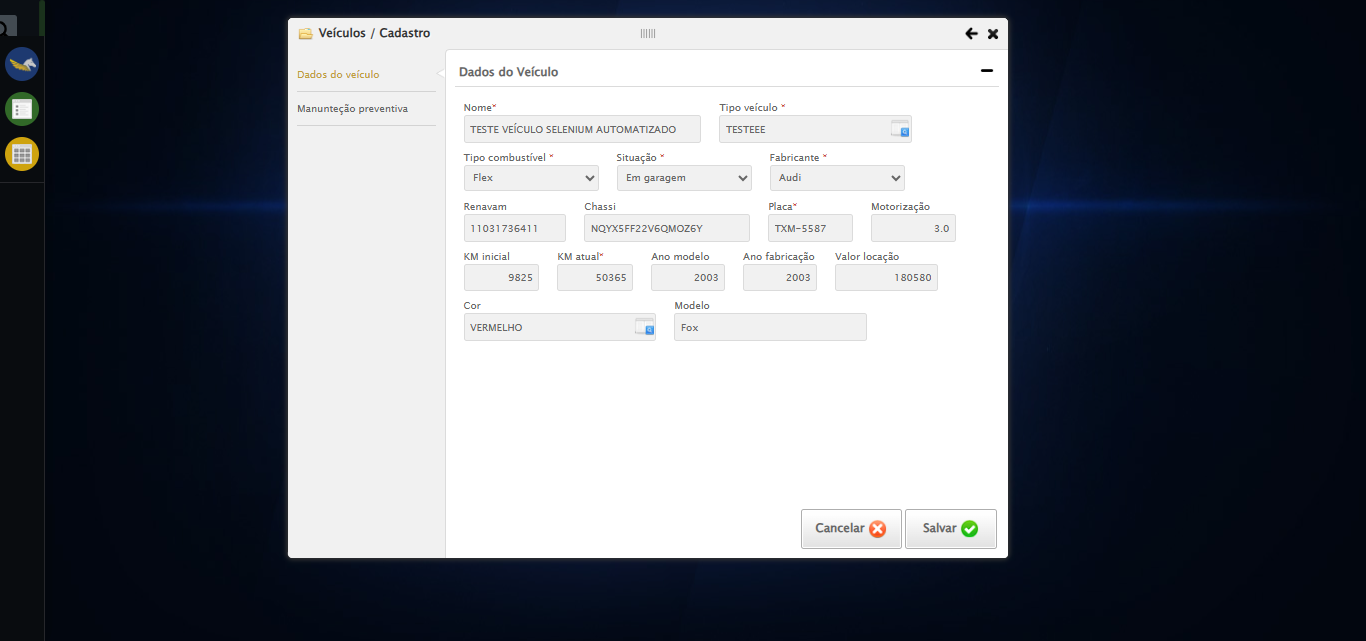 Veículos / Cadastro
Dados do veículo
Manunteção preventiva
Dados do Veículo
Nome* Tipo veículo *
TESTE VEÍCULO SELENIUM AUTOMATIZADO TESTEEE
Tipo combustível * Situação * Fabricante *
Flex Em garagem Audi
Renavam Chassi Placa* Motorização
11031736411 NQYX5FF22V6QMOZ6Y TXM-5587 3.0
KM inicial KM atual* Ano modelo Ano fabricação Valor locação
9825 50365 2003 2003 180580
Cor Modelo
VERMELHO Fox
Cancelar Salvar